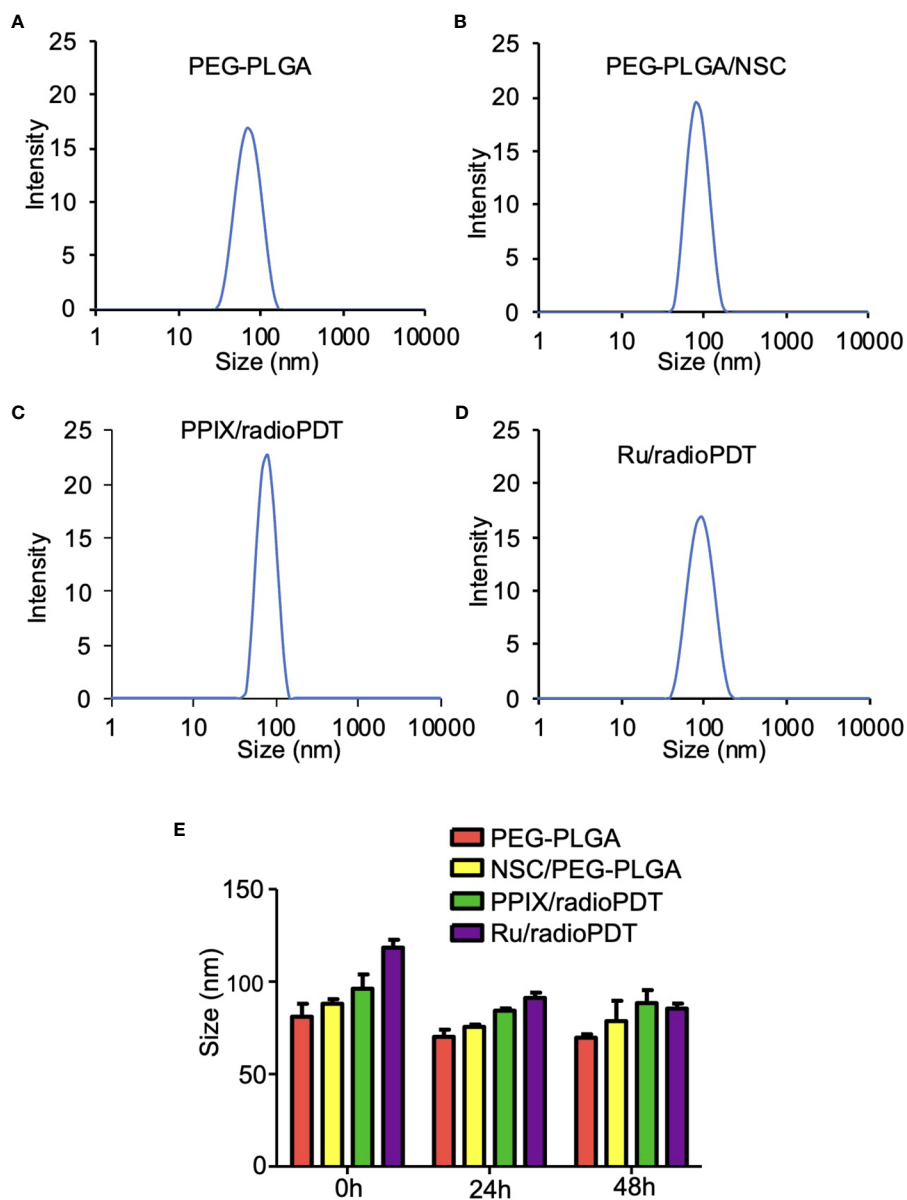 A
PEG-PLGA
Intensity
25
20
15
10
5
0
1 10 100 1000 10000
Size (nm)
B
PEG-PLGA/NSC
Intensity
25
20
15
10
5
0
1 10 100 1000 10000
Size (nm)
C
PPIX/radioPDT
Intensity
25
20
15
10
5
0
1 10 100 1000 10000
Size (nm)
D
Ru/radioPDT
Intensity
25
20
15
10
5
0
1 10 100 1000 10000
Size (nm)
E
PEG-PLGA
NSC/PEG-PLGA
PPIX/radioPDT
Ru/radioPDT
Size (nm)
150
100
50
0
0h 24h 48h